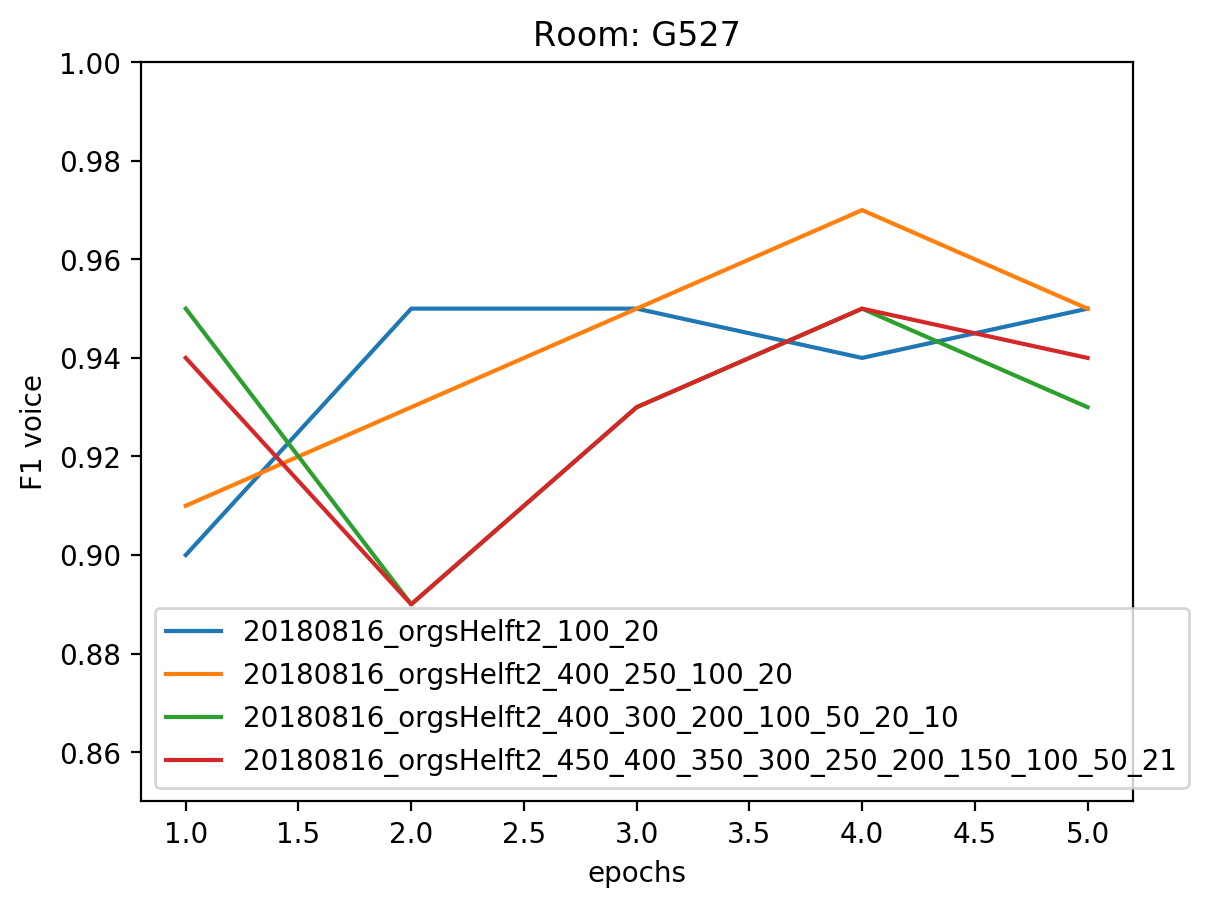 Room: G527
1.00
0.98
0.96
0.94
0.92
0.90
0.88
0.86
F1 voice
20180816_orgsHelft2_100_20
20180816_orgsHelft2_400_250_100_20
20180816_orgsHelft2_400_300_200_100_50_20_10
20180816_orgsHelft2_450_400_350_300_250_200_150_100_50_21
1.0 1.5 2.0 2.5 3.0 3.5 4.0 4.5 5.0
epochs